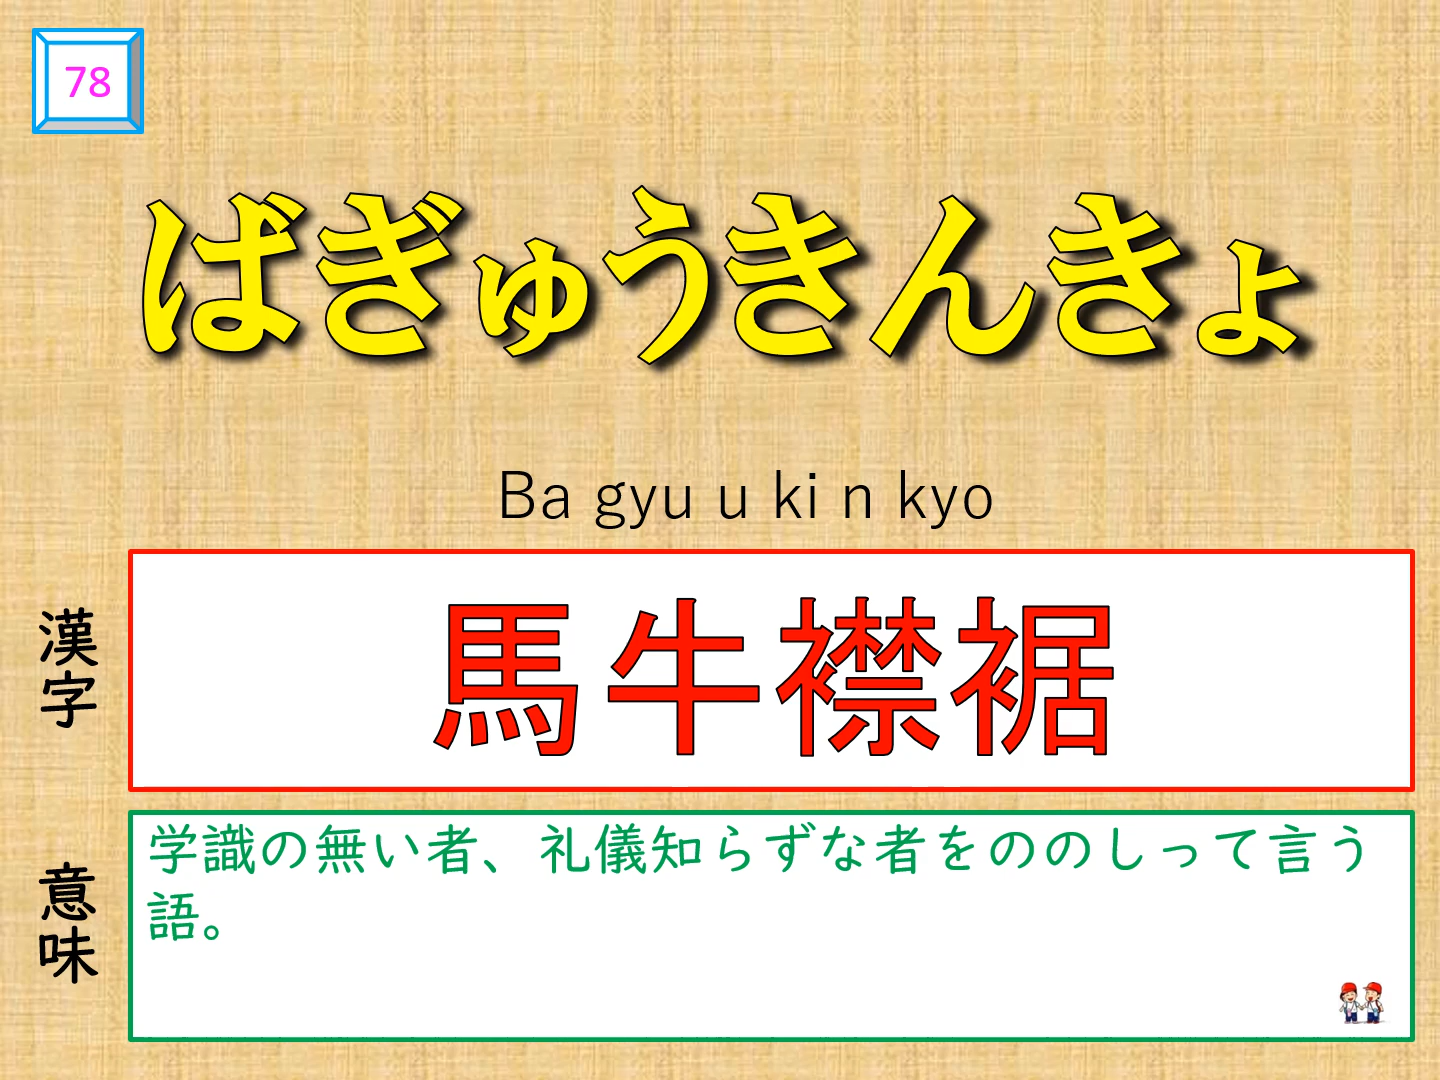 78
ばぎゅうきんきょ
Ba gyu u ki n kyo
漢字
馬牛襟裾
意味
学識の無い者、礼儀知らずな者をののしって言う
語。